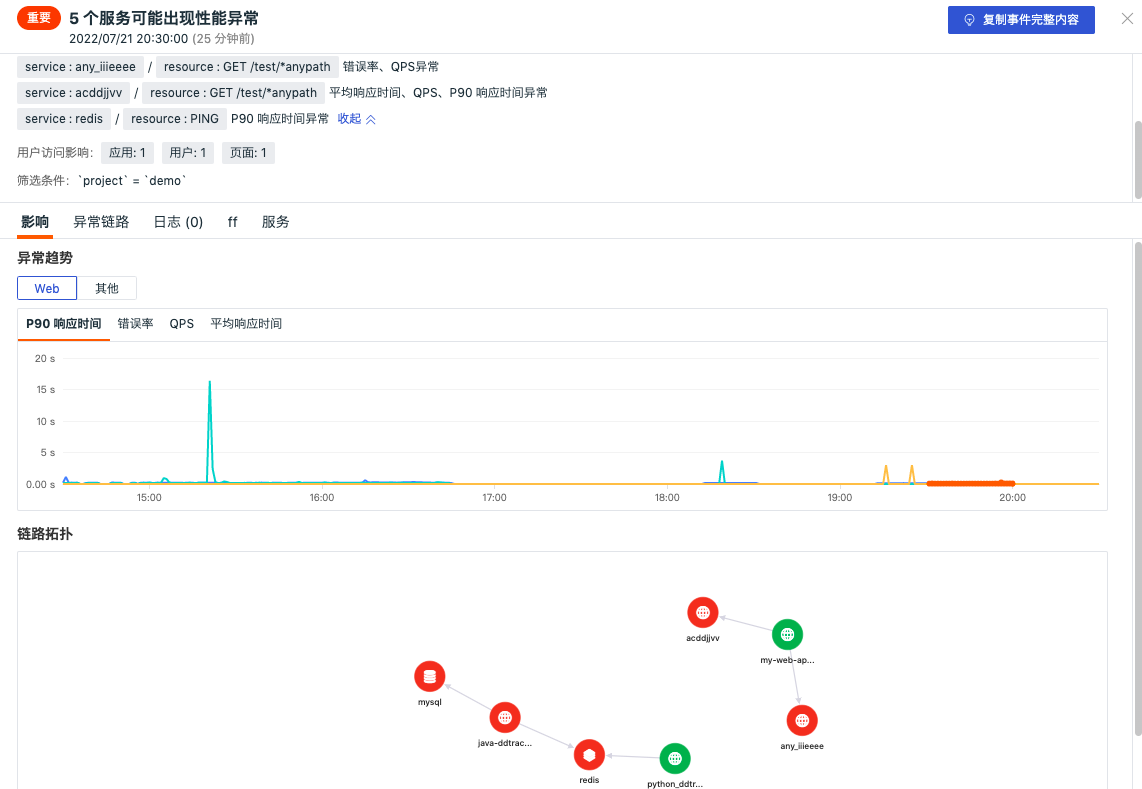 重要 5 个服务可能出现性能异常 复制事件完整内容
2022/07/21 20:30:00 (25 分钟前)
service : any_iiieeee / resource : GET /test/*anypath 错误率、QPS异常
service : acddjjvv / resource : GET /test/*anypath 平均响应时间、QPS、P90 响应时间异常
service : redis / resource : PING P90 响应时间异常 收起
用户访问影响: 应用: 1 用户: 1 页面: 1
筛选条件: `project` = `demo`
影响 异常链路 日志 (0) ff 服务
异常趋势
Web 其他
P90 响应时间 错误率 QPS 平均响应时间
20 s
15 s
10 s
5 s
0.00 s
15:00 16:00 17:00 18:00 19:00 20:00
链路拓扑
acddjjvv
my-web-ap...
mysql
java-ddtrac...
any_iiieeee
redis
python_ddtr...